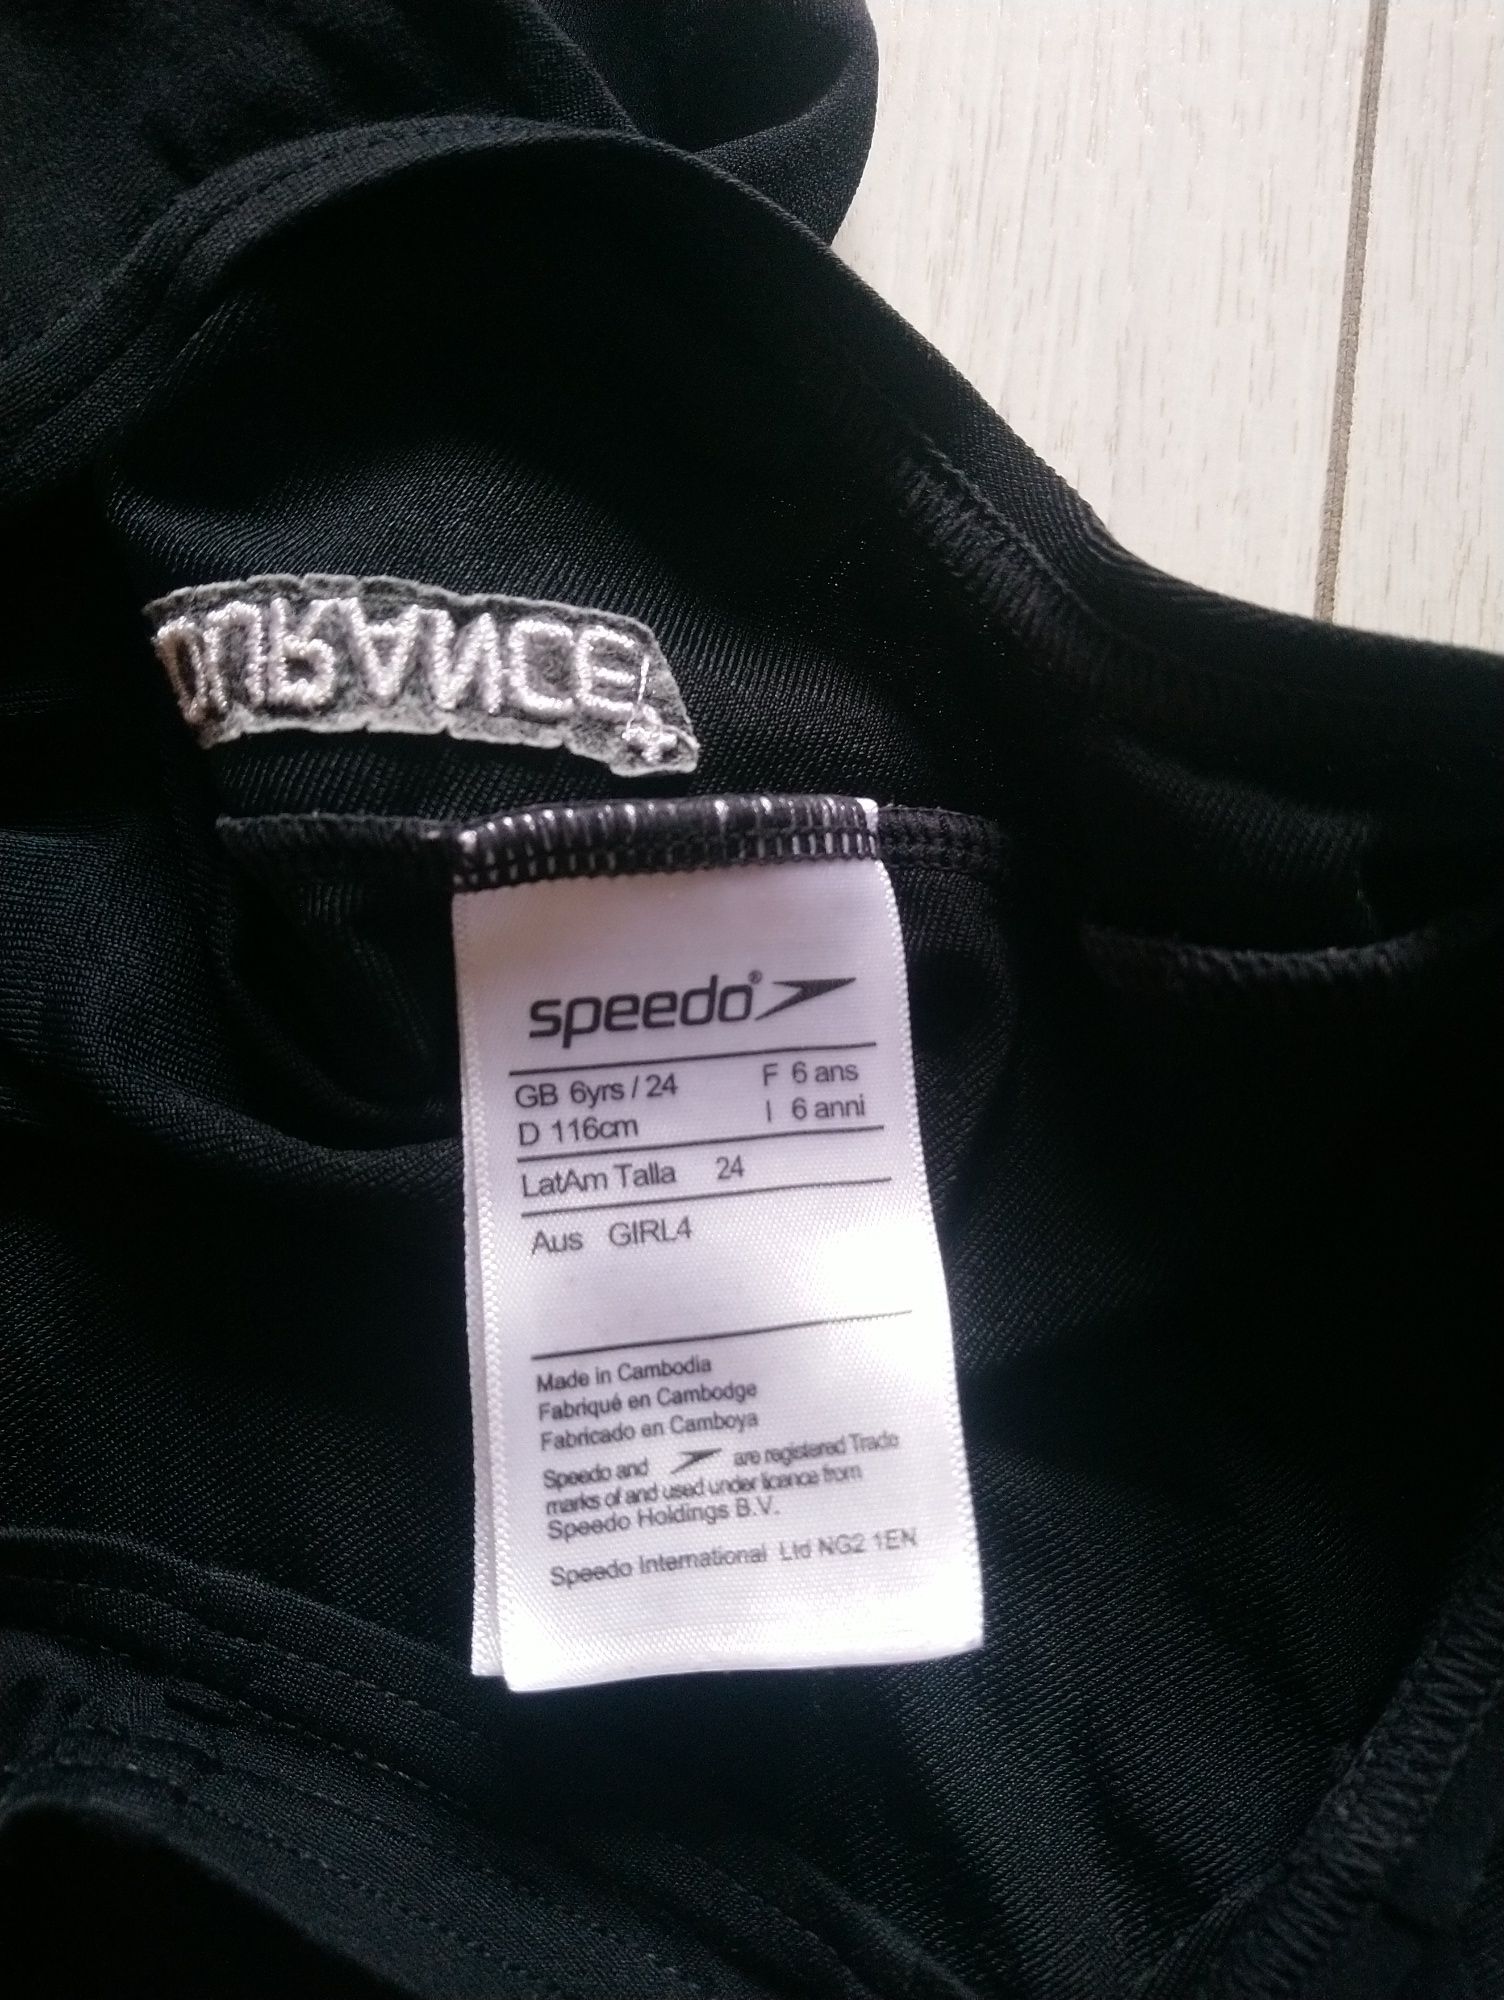 speedo®
GB 6yrs / 24 F 6 ans
D 116cm I 6 anni
LatAm Talla 24
Aus GIRL4
Made in Cambodia
Fabriqué en Cambodge
Fabricado en Camboya
Speedo and are registered Trade
marks of and used under licence from
Speedo Holdings B.V.
Speedo International Ltd NG2 1EN